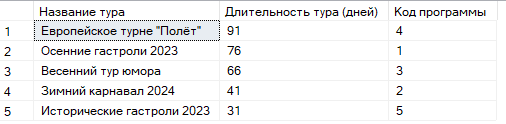 Название тура Длительность тура (дней) Код программы
1 Европейское турне "Полёт" 91 4
2 Осенние гастроли 2023 76 1
3 Весенний тур юмора 66 3
4 Зимний карнавал 2024 41 2
5 Исторические гастроли 2023 31 5